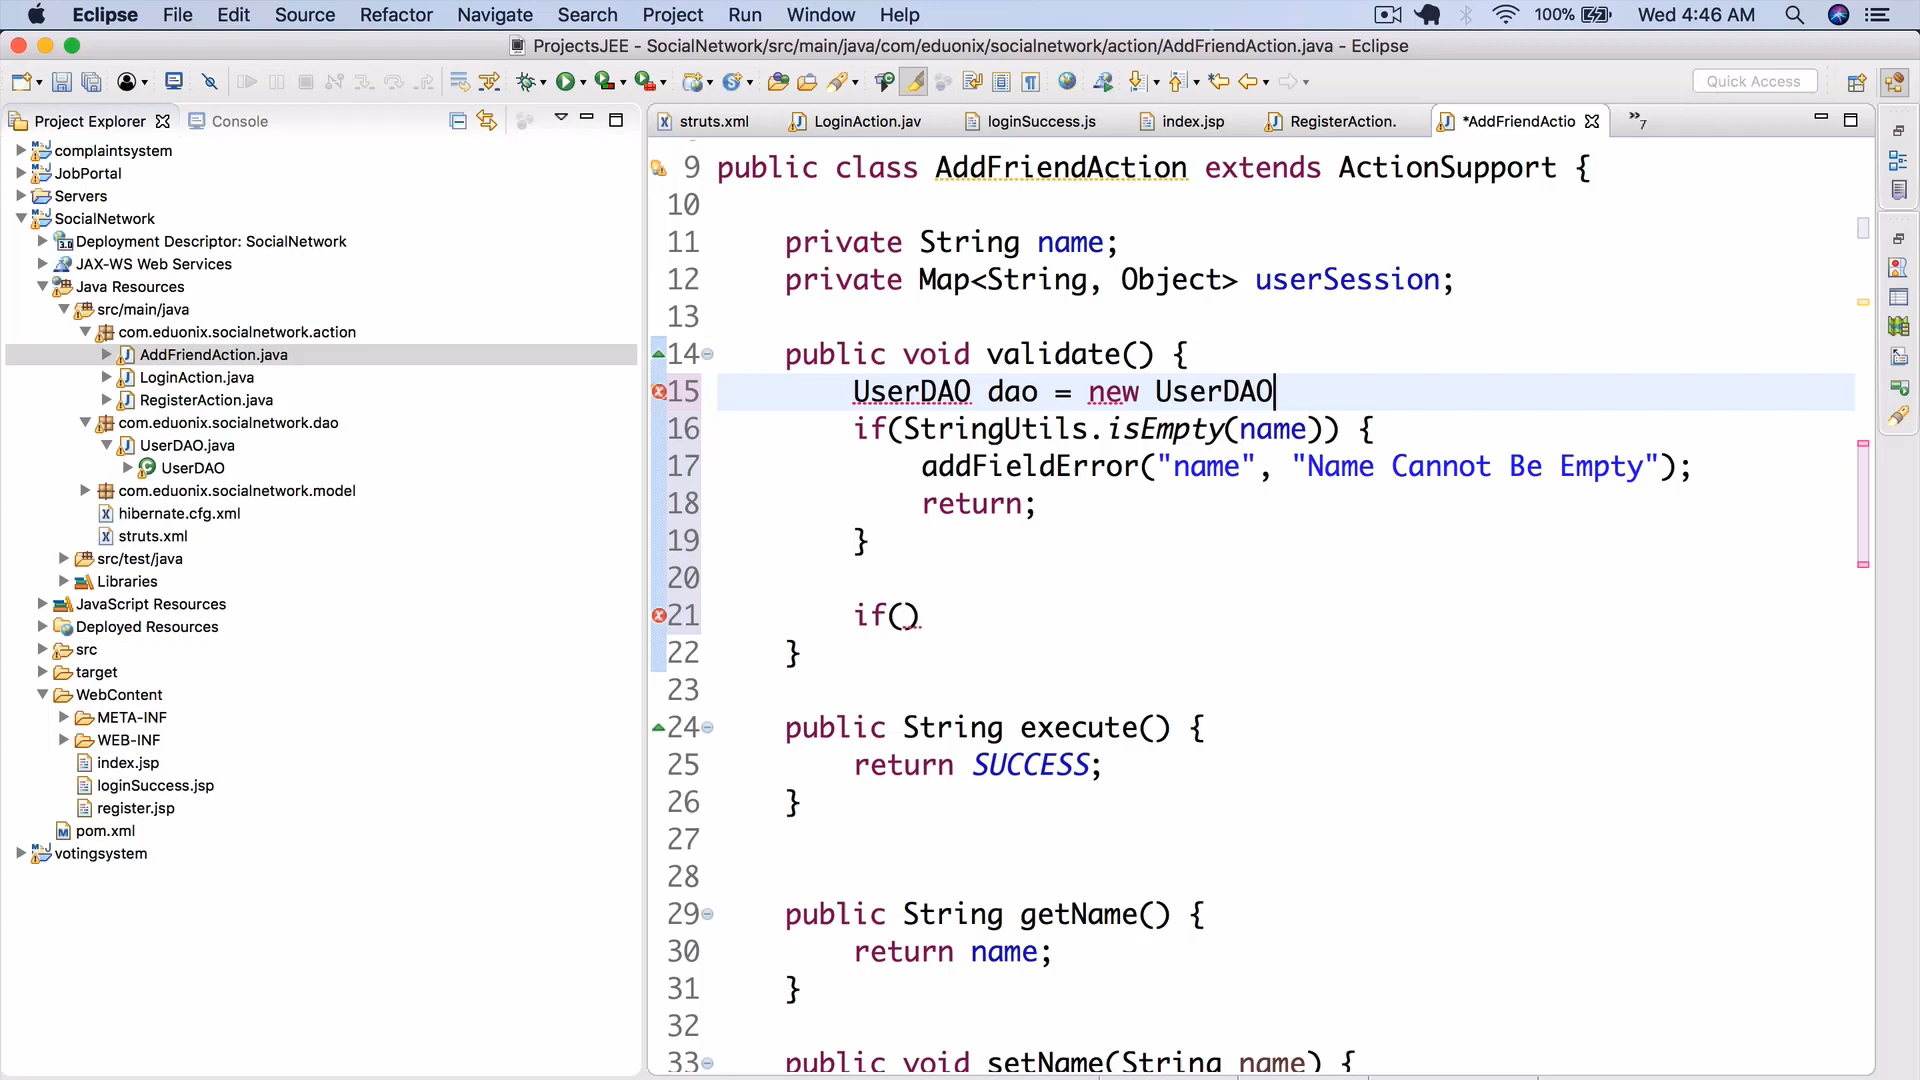 Eclipse File Edit Source Refactor Navigate Search Project Run Window Help 100% Wed 4:46 AM
ProjectsJEE - SocialNetwork/src/main/java/com/eduonix/socialnetwork/action/AddFriendAction.java - Eclipse
Quick Access
Project Explorer Console
struts.xml LoginAction.jav loginSuccess.js index.jsp RegisterAction. *AddFriendActio »7
complaintsystem
JobPortal
Servers
SocialNetwork
Deployment Descriptor: SocialNetwork
JAX-WS Web Services
Java Resources
src/main/java
com.eduonix.socialnetwork.action
AddFriendAction.java
LoginAction.java
RegisterAction.java
com.eduonix.socialnetwork.dao
UserDAO.java
UserDAO
com.eduonix.socialnetwork.model
hibernate.cfg.xml
struts.xml
src/test/java
Libraries
JavaScript Resources
Deployed Resources
src
target
WebContent
META-INF
WEB-INF
index.jsp
loginSuccess.jsp
register.jsp
pom.xml
votingsystem
9 public class AddFriendAction extends ActionSupport {
10
11 private String name;
12 private Map<String, Object> userSession;
13
14 public void validate() {
15 UserDAO dao = new UserDAO
16 if(StringUtils.isEmpty(name)) {
17 addFieldError("name", "Name Cannot Be Empty");
18 return;
19 }
20
21 if()
22 }
23
24 public String execute() {
25 return SUCCESS;
26 }
27
28
29 public String getName() {
30 return name;
31 }
32
33 public void setName(String name) {